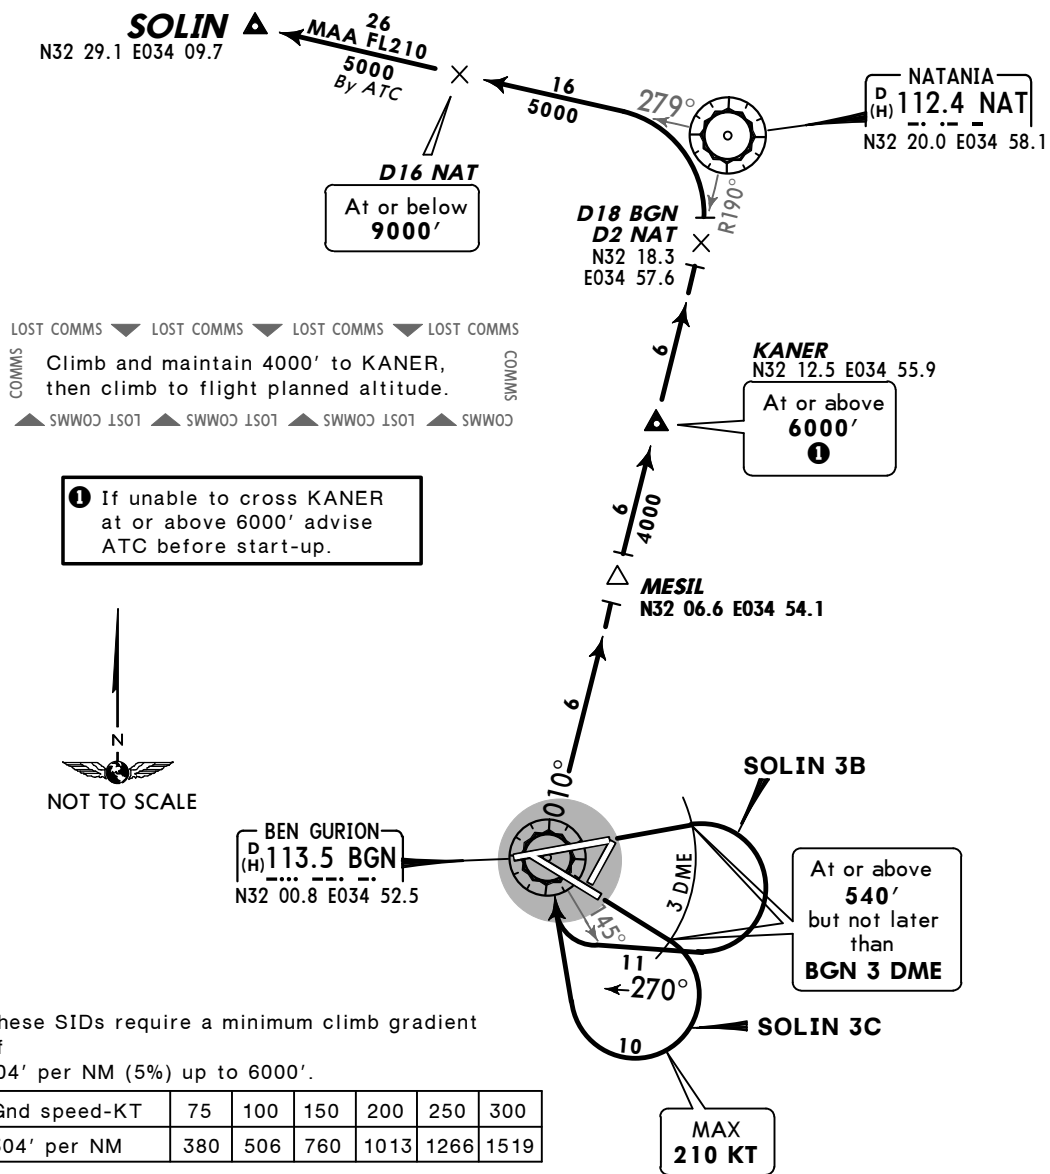 SOLIN
N32 29.1 E034 09.7
26
MAA FL210
5000
By ATC
16
5000
279°
NATANIA
D
(H) 112.4 NAT
N32 20.0 E034 58.1
D16 NAT
At or below
9000'
R190°
D18 BGN
D2 NAT
N32 18.3
E034 57.6
LOST COMMS LOST COMMS LOST COMMS LOST COMMS
COMMS
Climb and maintain 4000' to KANER,
then climb to flight planned altitude.
COMMS
LOST COMMS LOST COMMS LOST COMMS COMMS
6
KANER
N32 12.5 E034 55.9
At or above
6000'
1
1 If unable to cross KANER
at or above 6000' advise
ATC before start-up.
6
4000
MESIL
N32 06.6 E034 54.1
6
N
NOT TO SCALE
010°
SOLIN 3B
BEN GURION
D
(H) 113.5 BGN
N32 00.8 E034 52.5
3 DME
At or above
540'
but not later
than
BGN 3 DME
145°
11
270°
SOLIN 3C
10
hese SIDs require a minimum climb gradient
f
04' per NM (5%) up to 6000'.
Gnd speed-KT 75 100 150 200 250 300
304' per NM 380 506 760 1013 1266 1519
MAX
210 KT